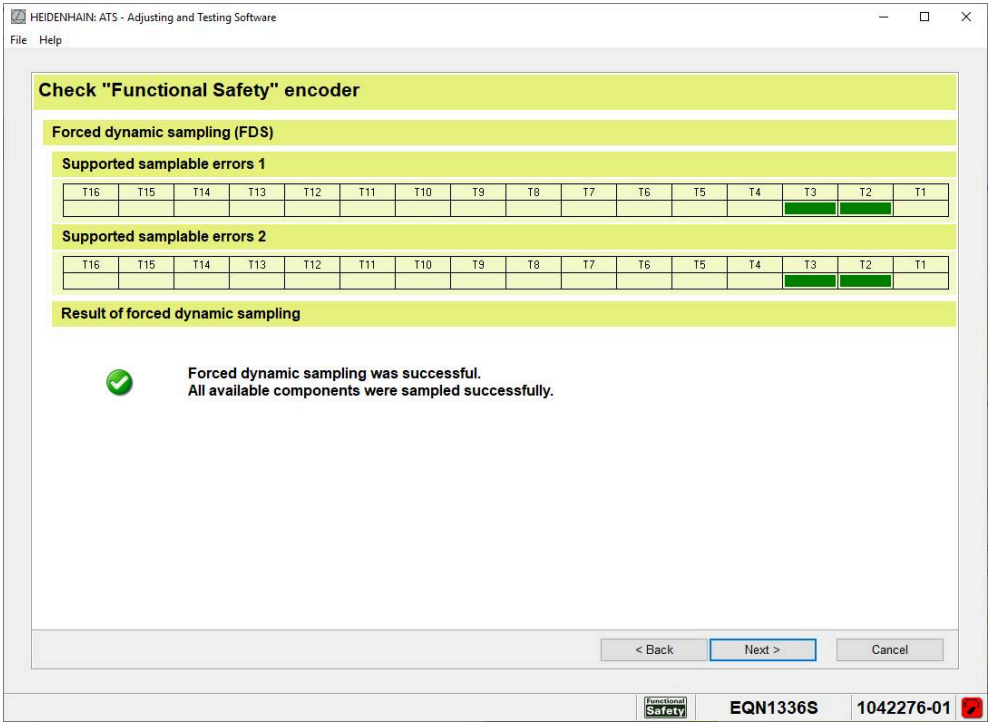 HEIDENHAIN: ATS - Adjusting and Testing Software
File Help
Check "Functional Safety" encoder
Forced dynamic sampling (FDS)
Supported samplable errors 1
T16 T15 T14 T13 T12 T11 T10 T9 T8 T7 T6 T5 T4 T3 T2 T1
Supported samplable errors 2
T16 T15 T14 T13 T12 T11 T10 T9 T8 T7 T6 T5 T4 T3 T2 T1
Result of forced dynamic sampling
Forced dynamic sampling was successful.
All available components were sampled successfully.
< Back Next > Cancel
Functional
Safety EQN1336S 1042276-01